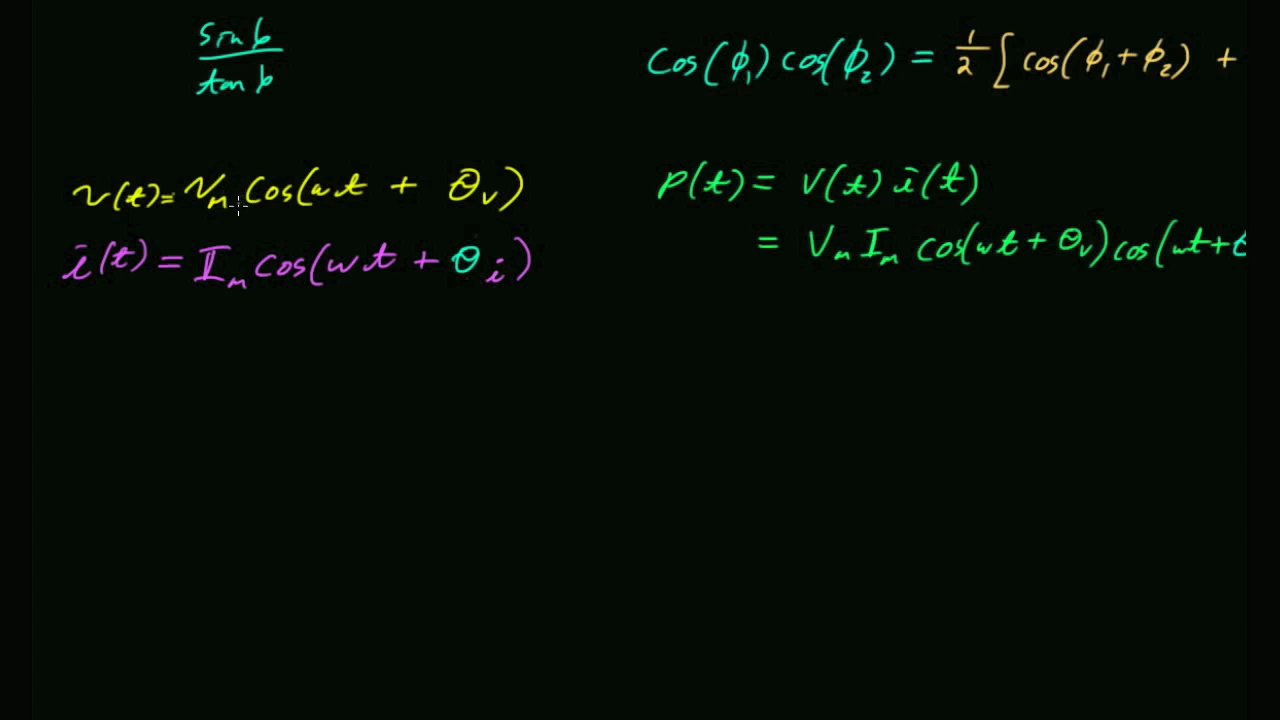 sin b
tan b
cos(ϕ₁) cos(ϕ₂) = 1/2 [cos(ϕ₁ + ϕ₂) +
v(t) = Vm cos(ωt + θv)
i(t) = Im cos(ωt + θi)
p(t) = v(t) i(t)
= Vm Im cos(ωt + θv) cos(ωt + θ